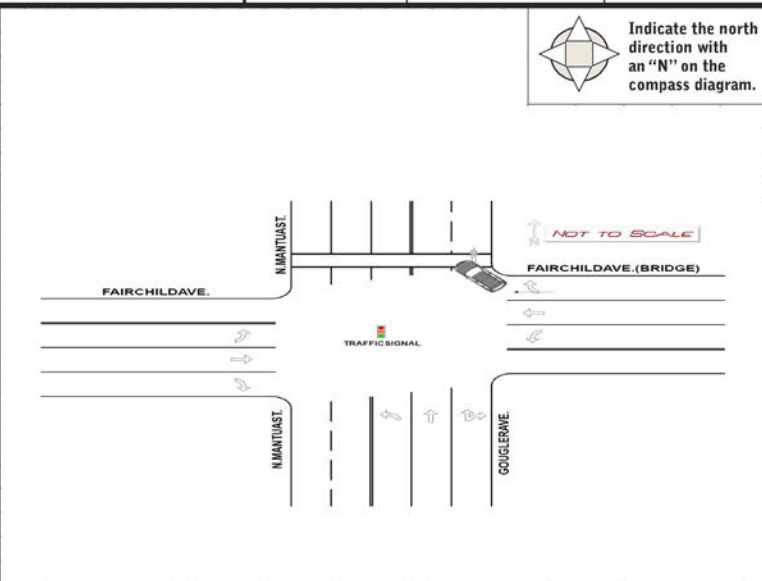 Indicate the north
direction with
an “N” on the
compass diagram.
N.MANTUAST.
N
NOT TO SCALE
FAIRCHILDAVE.(BRIDGE)
FAIRCHILDAVE.
TRAFFICSIGNAL
N.MANTUAST.
GOUGLERAVE.